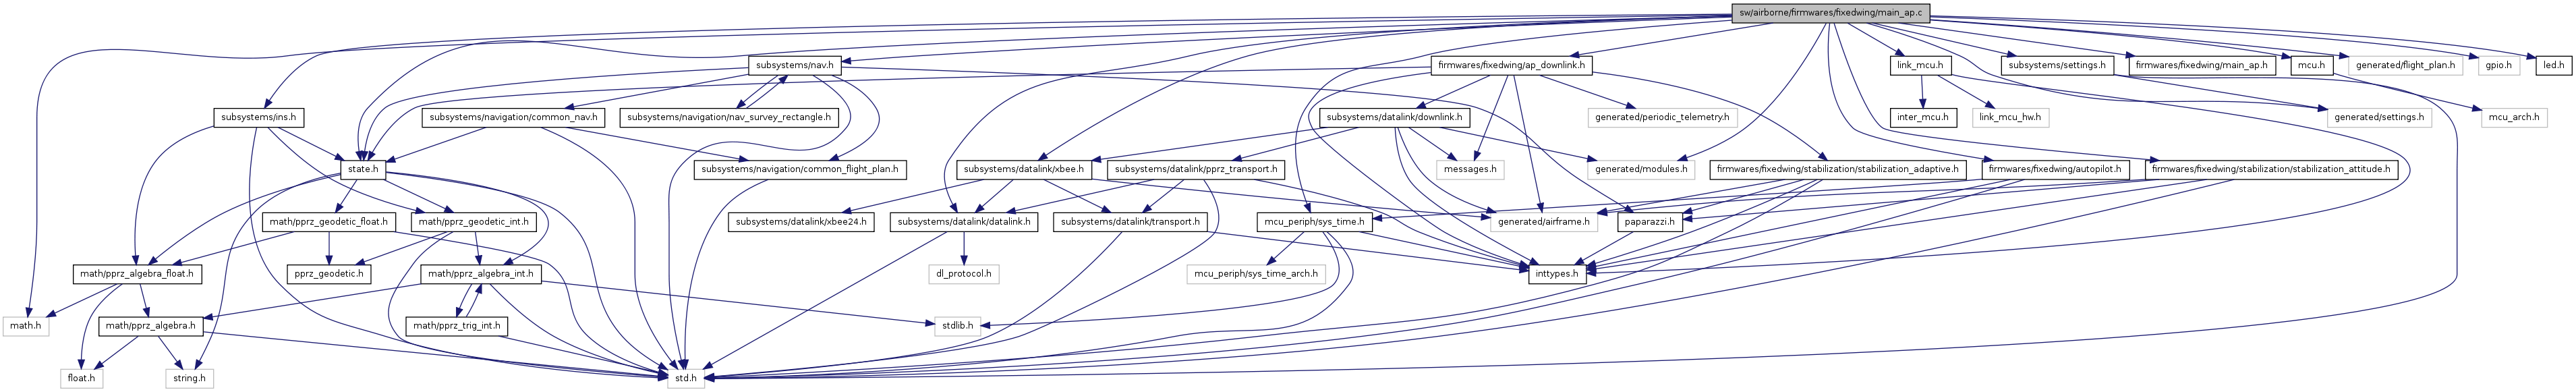 sw/airborne/firmwares/fixedwing/main_ap.c
subsystems/nav.h
firmwares/fixedwing/ap_downlink.h
link_mcu.h
subsystems/settings.h
firmwares/fixedwing/main_ap.h
mcu.h
generated/flight_plan.h
gpio.h
led.h
subsystems/ins.h
subsystems/navigation/common_nav.h
subsystems/navigation/nav_survey_rectangle.h
subsystems/datalink/downlink.h
generated/periodic_telemetry.h
inter_mcu.h
link_mcu_hw.h
generated/settings.h
mcu_arch.h
state.h
subsystems/navigation/common_flight_plan.h
subsystems/datalink/xbee.h
subsystems/datalink/pprz_transport.h
messages.h
generated/modules.h
firmwares/fixedwing/stabilization/stabilization_adaptive.h
firmwares/fixedwing/autopilot.h
firmwares/fixedwing/stabilization/stabilization_attitude.h
math/pprz_geodetic_float.h
math/pprz_geodetic_int.h
subsystems/datalink/xbee24.h
subsystems/datalink/datalink.h
subsystems/datalink/transport.h
mcu_periph/sys_time.h
generated/airframe.h
paparazzi.h
math/pprz_algebra_float.h
pprz_geodetic.h
math/pprz_algebra_int.h
dl_protocol.h
mcu_periph/sys_time_arch.h
inttypes.h
math.h
math/pprz_algebra.h
math/pprz_trig_int.h
stdlib.h
float.h
string.h
std.h